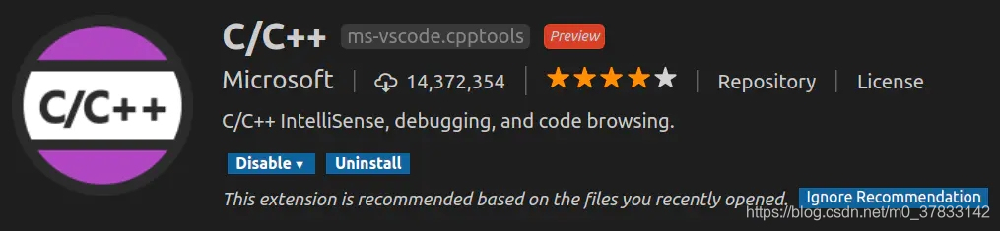 C/C++
C/C++ ms-vscode.cpptools Preview
Microsoft 14,372,354 Repository License
C/C++ IntelliSense, debugging, and code browsing.
Disable ▾ Uninstall
This extension is recommended based on the files you recently opened. Ignore Recommendation
https://blog.csdn.net/m0_37833142